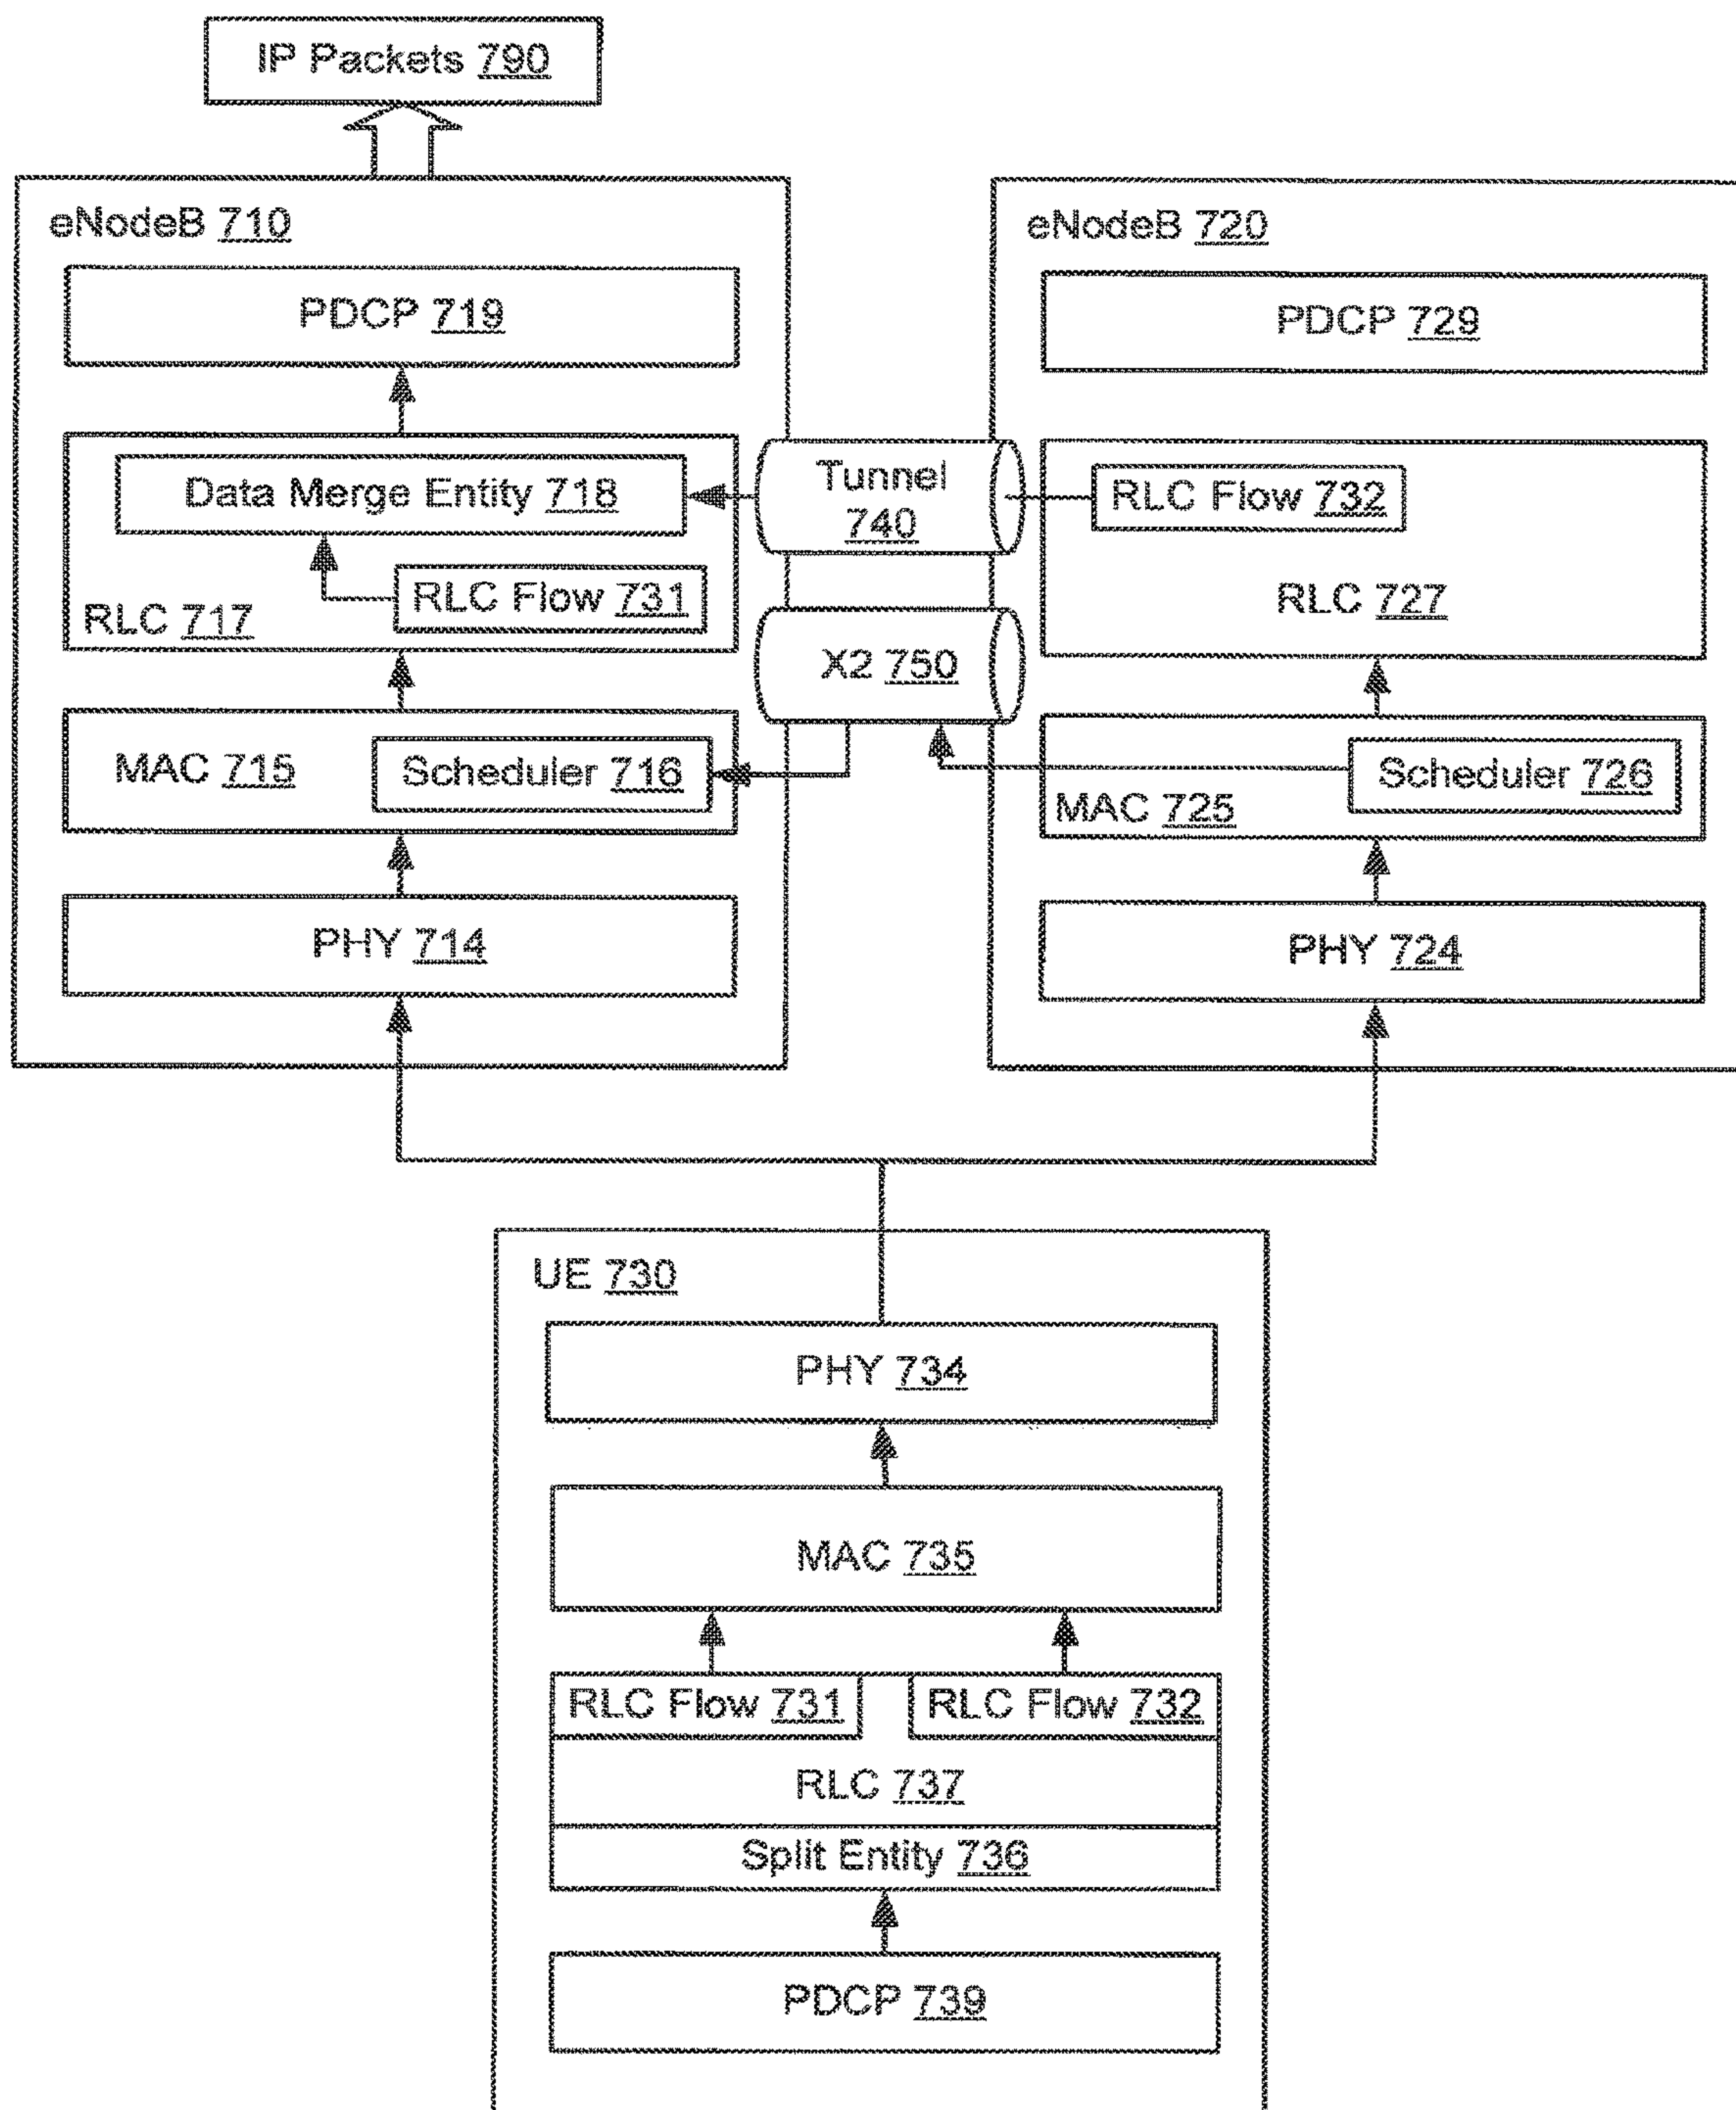 IP Packets 790
eNodeB 710
PDCP 719
Data Merge Entity 718
RLC Flow 731
RLC 717
MAC 715
Scheduler 716
PHY 714
Tunnel
740
X2 750
eNodeB 720
PDCP 729
RLC Flow 732
RLC 727
Scheduler 726
MAC 725
PHY 724
UE 730
PHY 734
MAC 735
RLC Flow 731
RLC Flow 732
RLC 737
Split Entity 736
PDCP 739